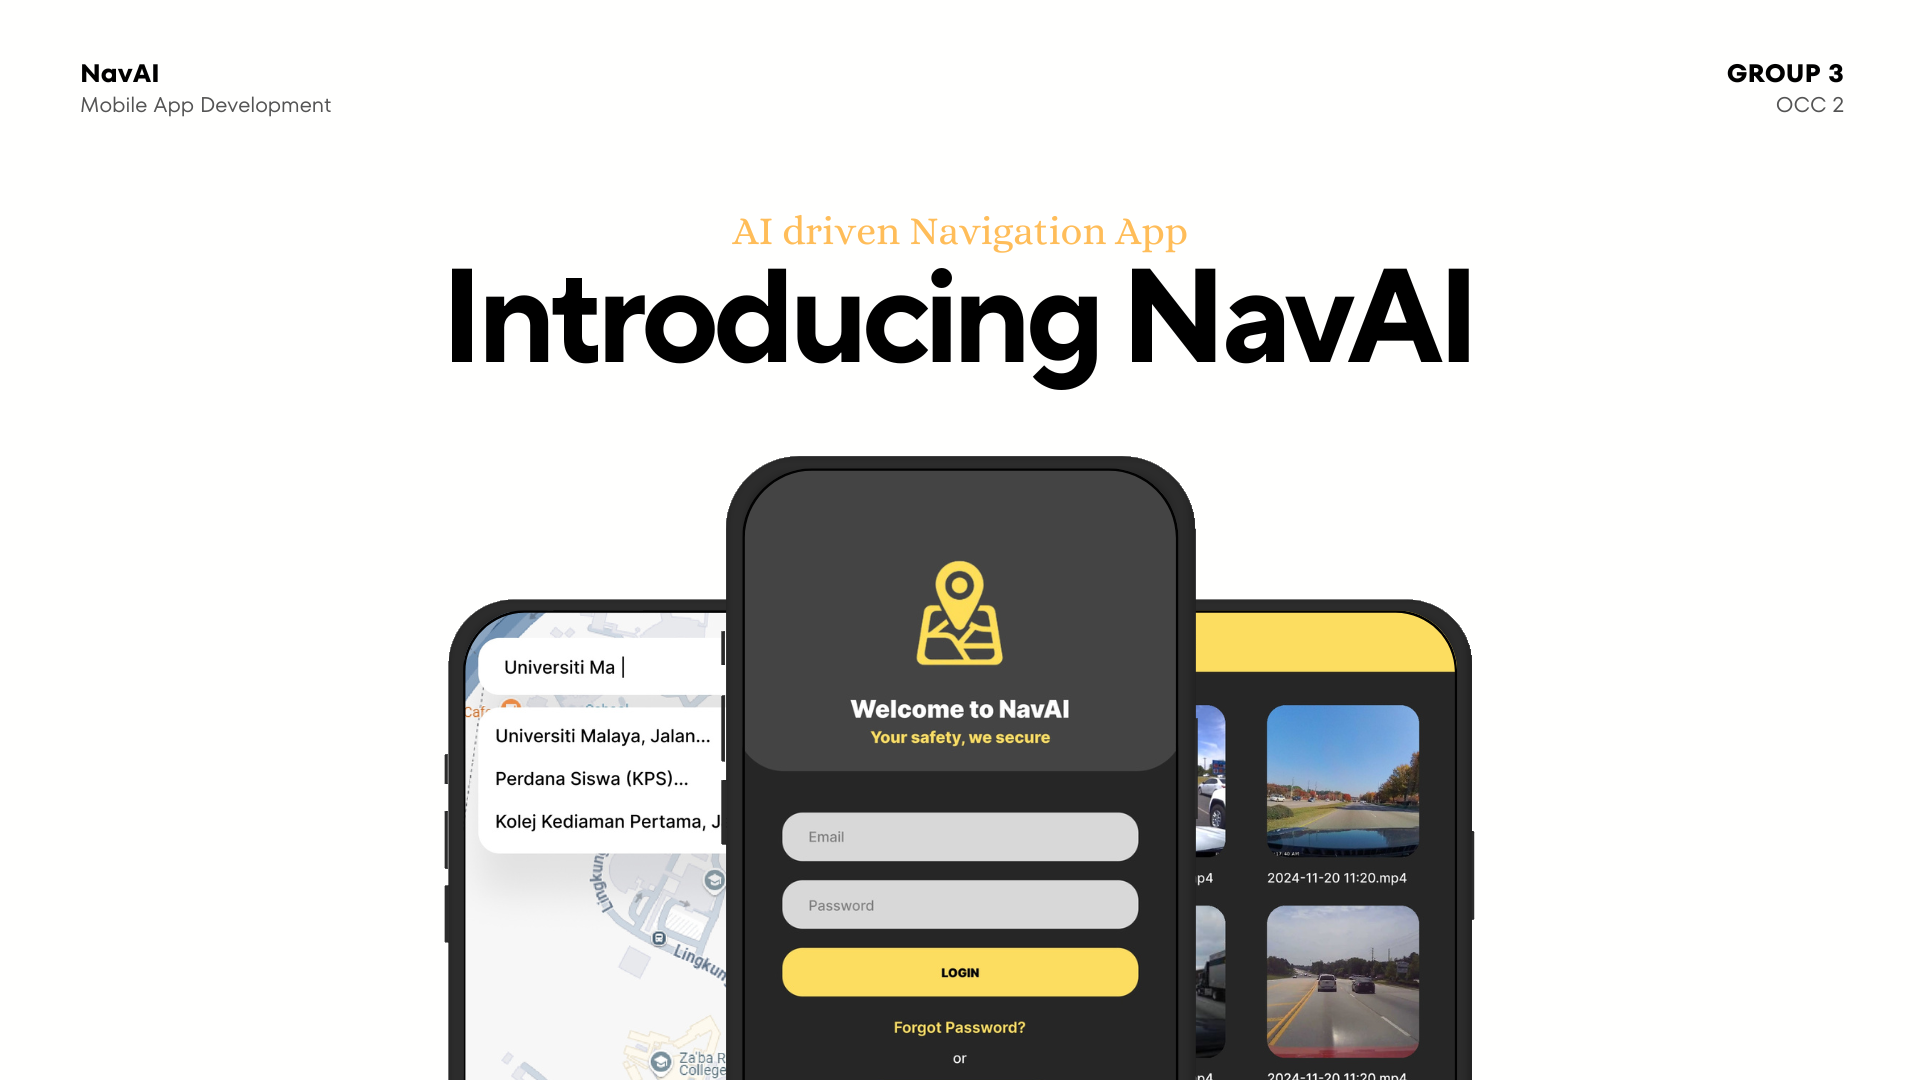 NavAI
Mobile App Development
GROUP 3
OCC 2
AI driven Navigation App
Introducing NavAI
Universiti Ma
Universiti Malaya, Jalan...
Perdana Siswa (KPS)...
Kolej Kediaman Pertama, J
Lingkung
Lingkun
Za'ba R
College
Welcome to NavAI
Your safety, we secure
Email
Password
LOGIN
Forgot Password?
or
p4
2024-11-20 11:20.mp4
p4
2024-11-20 11:20.mp4